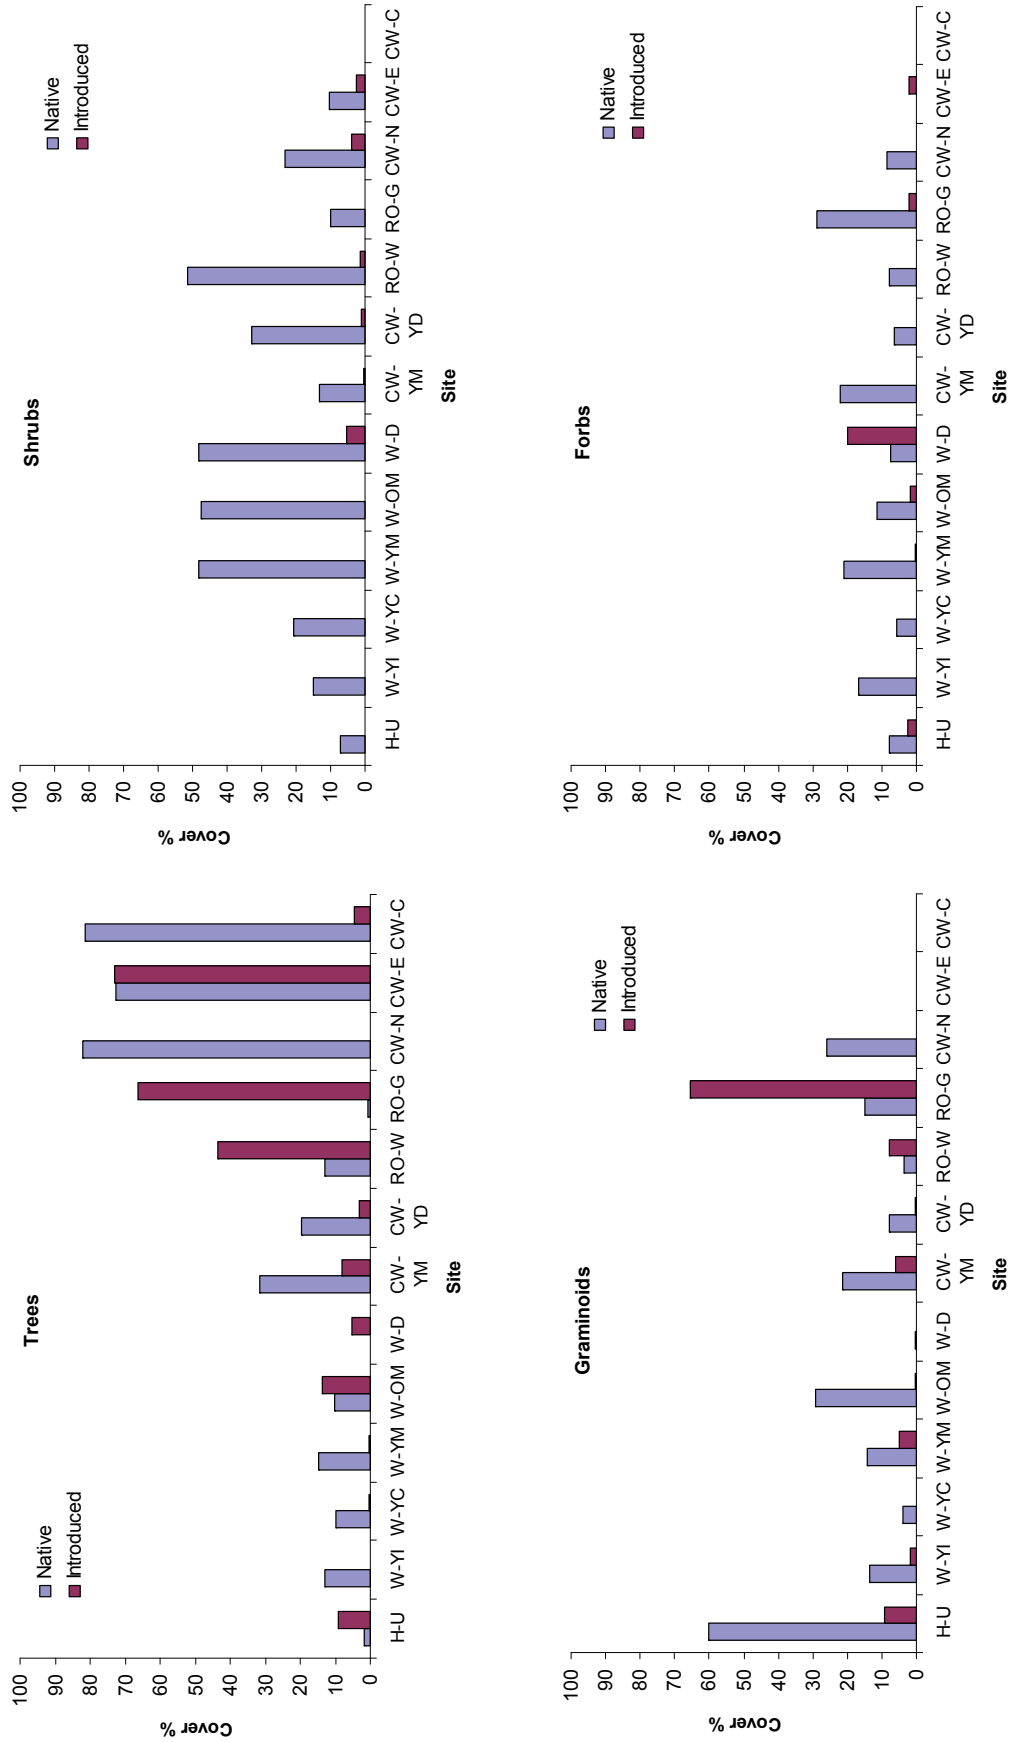 Trees
0
10
20
30
40
50
60
70
80
90
100
H-U W-YI W-YC W-YM W-OM W-D CW-YM CW-YD RO-W RO-G CW-N CW-E CW-C
Site
Cover %
Native
Introduced
Shrubs
0
10
20
30
40
50
60
70
80
90
100
H-U W-YI W-YC W-YM W-OM W-D CW-YM CW-YD RO-W RO-G CW-N CW-E CW-C
Site
Cover %
Native
Introduced
Graminoids
0
10
20
30
40
50
60
70
80
90
100
H-U W-YI W-YC W-YM W-OM W-D CW-YM CW-YD RO-W RO-G CW-N CW-E CW-C
Site
Cover %
Native
Introduced
Forbs
0
10
20
30
40
50
60
70
80
90
100
H-U W-YI W-YC W-YM W-OM W-D CW-YM CW-YD RO-W RO-G CW-N CW-E CW-C
Site
Cover %
Native
Introduced